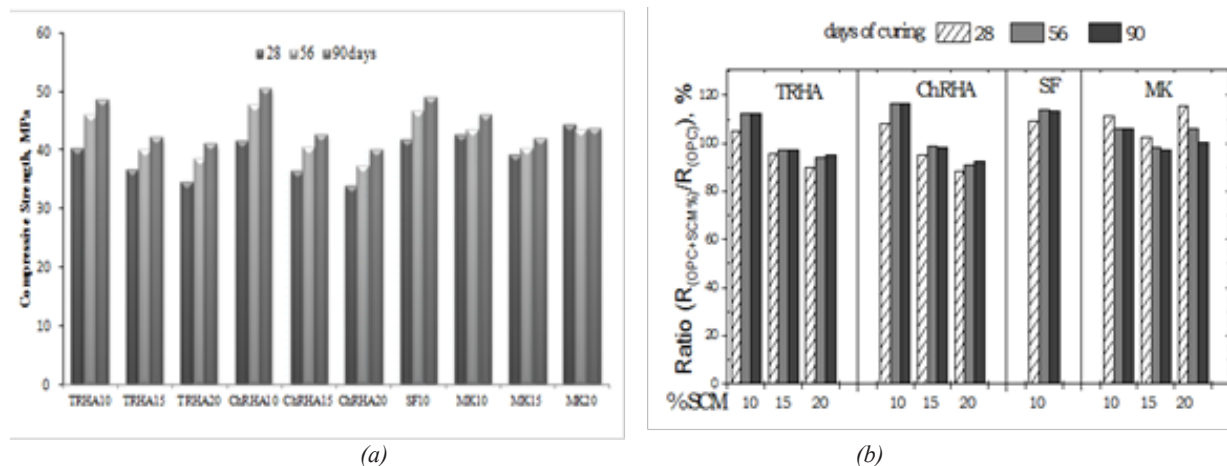 60
50
40
30
20
10
0
Compressive Strength, MPa
28 56 90days
TRHA10 TRHA15 TRHA20 ChRHA10 ChRHA15 ChRHA20 SF10 MK10 MK15 MK20
(a)
days of curing 28 56 90
TRHA ChRHA SF MK
120
100
80
60
40
20
0
Ratio (R(OPC+SCM%)/R(OPC)), %
%SCM 10 15 20 10 15 20 10 10 15 20
(b)